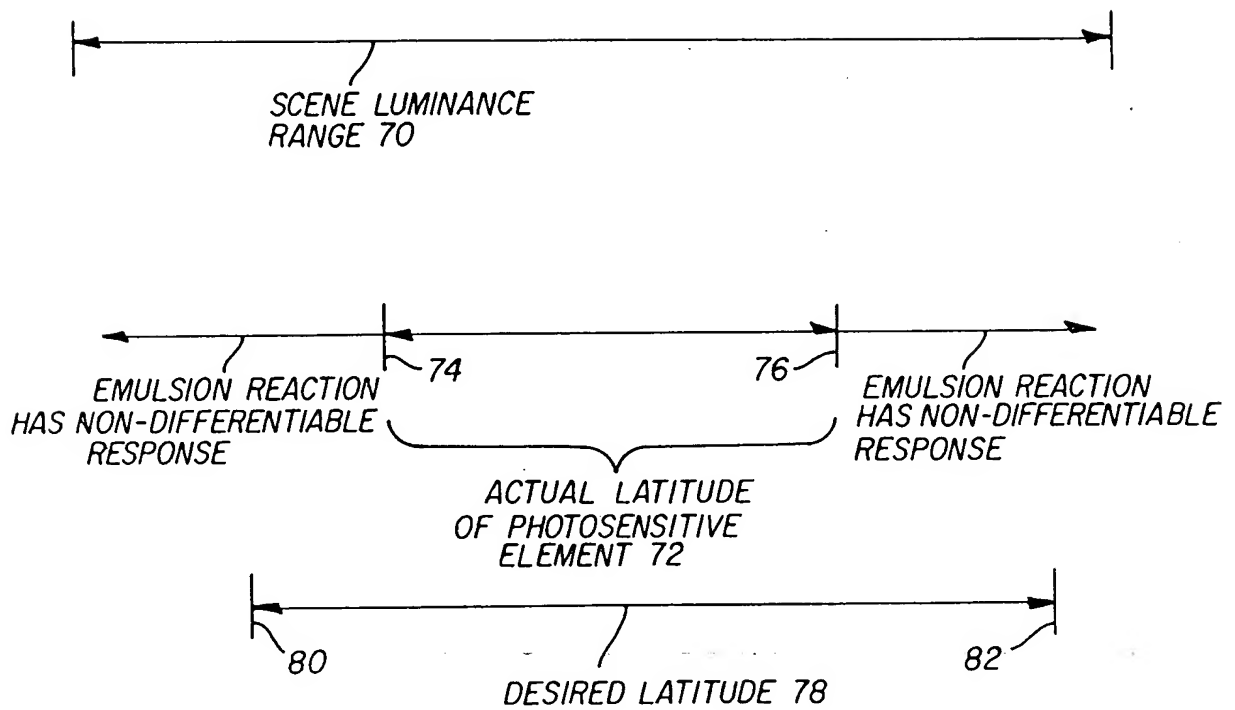 SCENE LUMINANCE
RANGE 70
74
76
EMULSION REACTION
HAS NON-DIFFERENTIABLE
RESPONSE
EMULSION REACTION
HAS NON-DIFFERENTIABLE
RESPONSE
ACTUAL LATITUDE
OF PHOTOSENSITIVE
ELEMENT 72
80
82
DESIRED LATITUDE 78